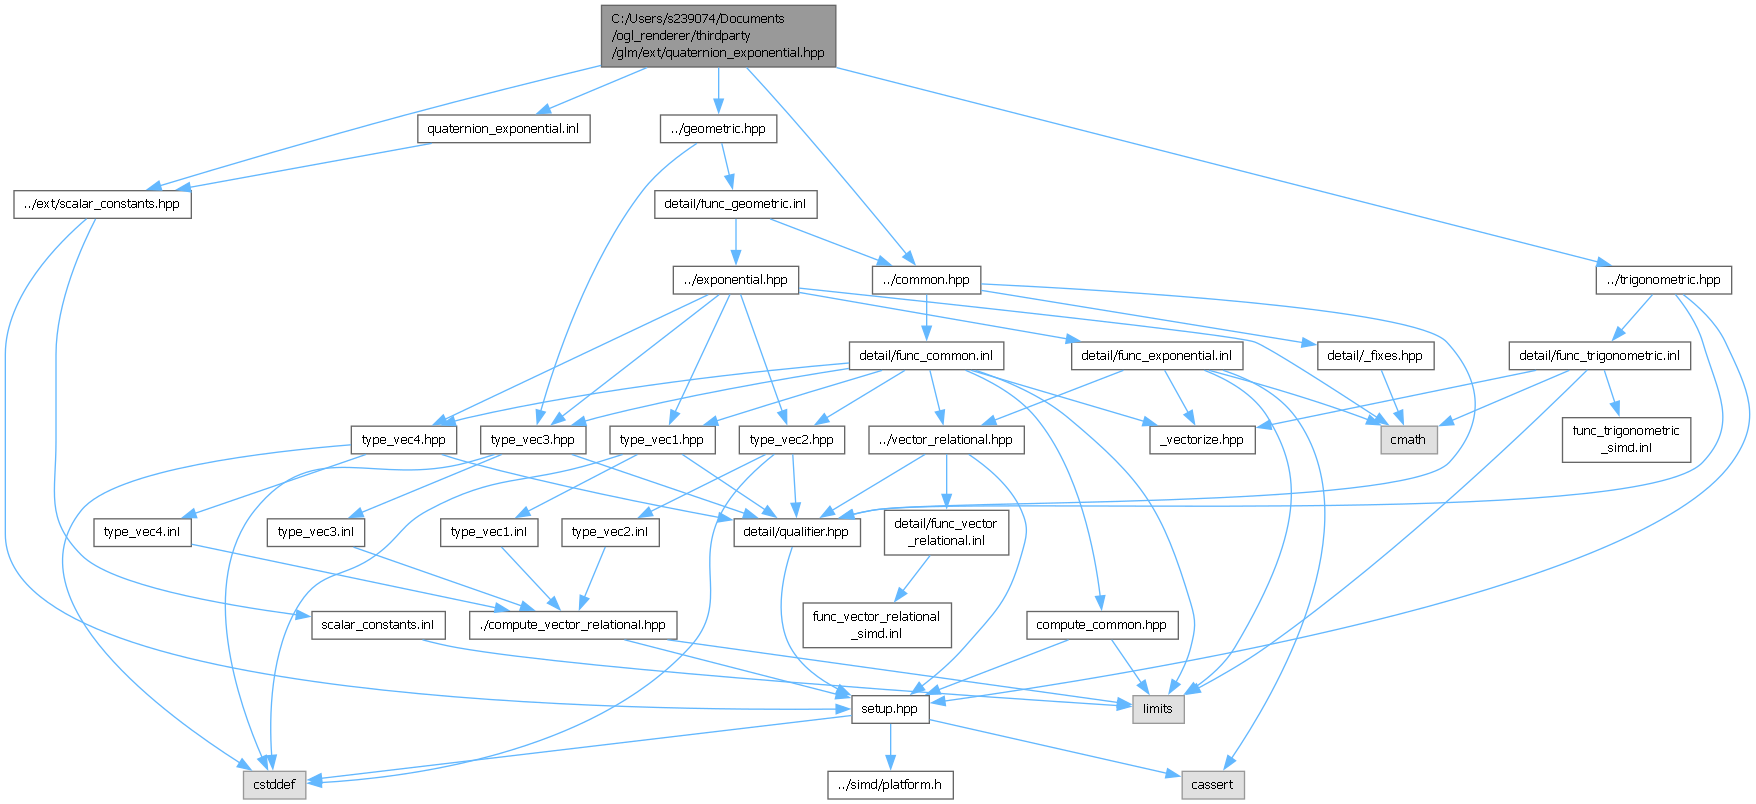 C:/Users/s239074/Documents
/ogl_renderer/thirdparty
/glm/ext/quaternion_exponential.hpp
quaternion_exponential.inl
../geometric.hpp
../ext/scalar_constants.hpp
detail/func_geometric.inl
../exponential.hpp
../common.hpp
../trigonometric.hpp
detail/func_common.inl
detail/func_exponential.inl
detail/_fixes.hpp
detail/func_trigonometric.inl
type_vec4.hpp
type_vec3.hpp
type_vec1.hpp
type_vec2.hpp
../vector_relational.hpp
_vectorize.hpp
cmath
func_trigonometric
_simd.inl
type_vec4.inl
type_vec3.inl
type_vec1.inl
type_vec2.inl
detail/qualifier.hpp
detail/func_vector
_relational.inl
scalar_constants.inl
./compute_vector_relational.hpp
func_vector_relational
_simd.inl
compute_common.hpp
setup.hpp
limits
cstddef
../simd/platform.h
cassert